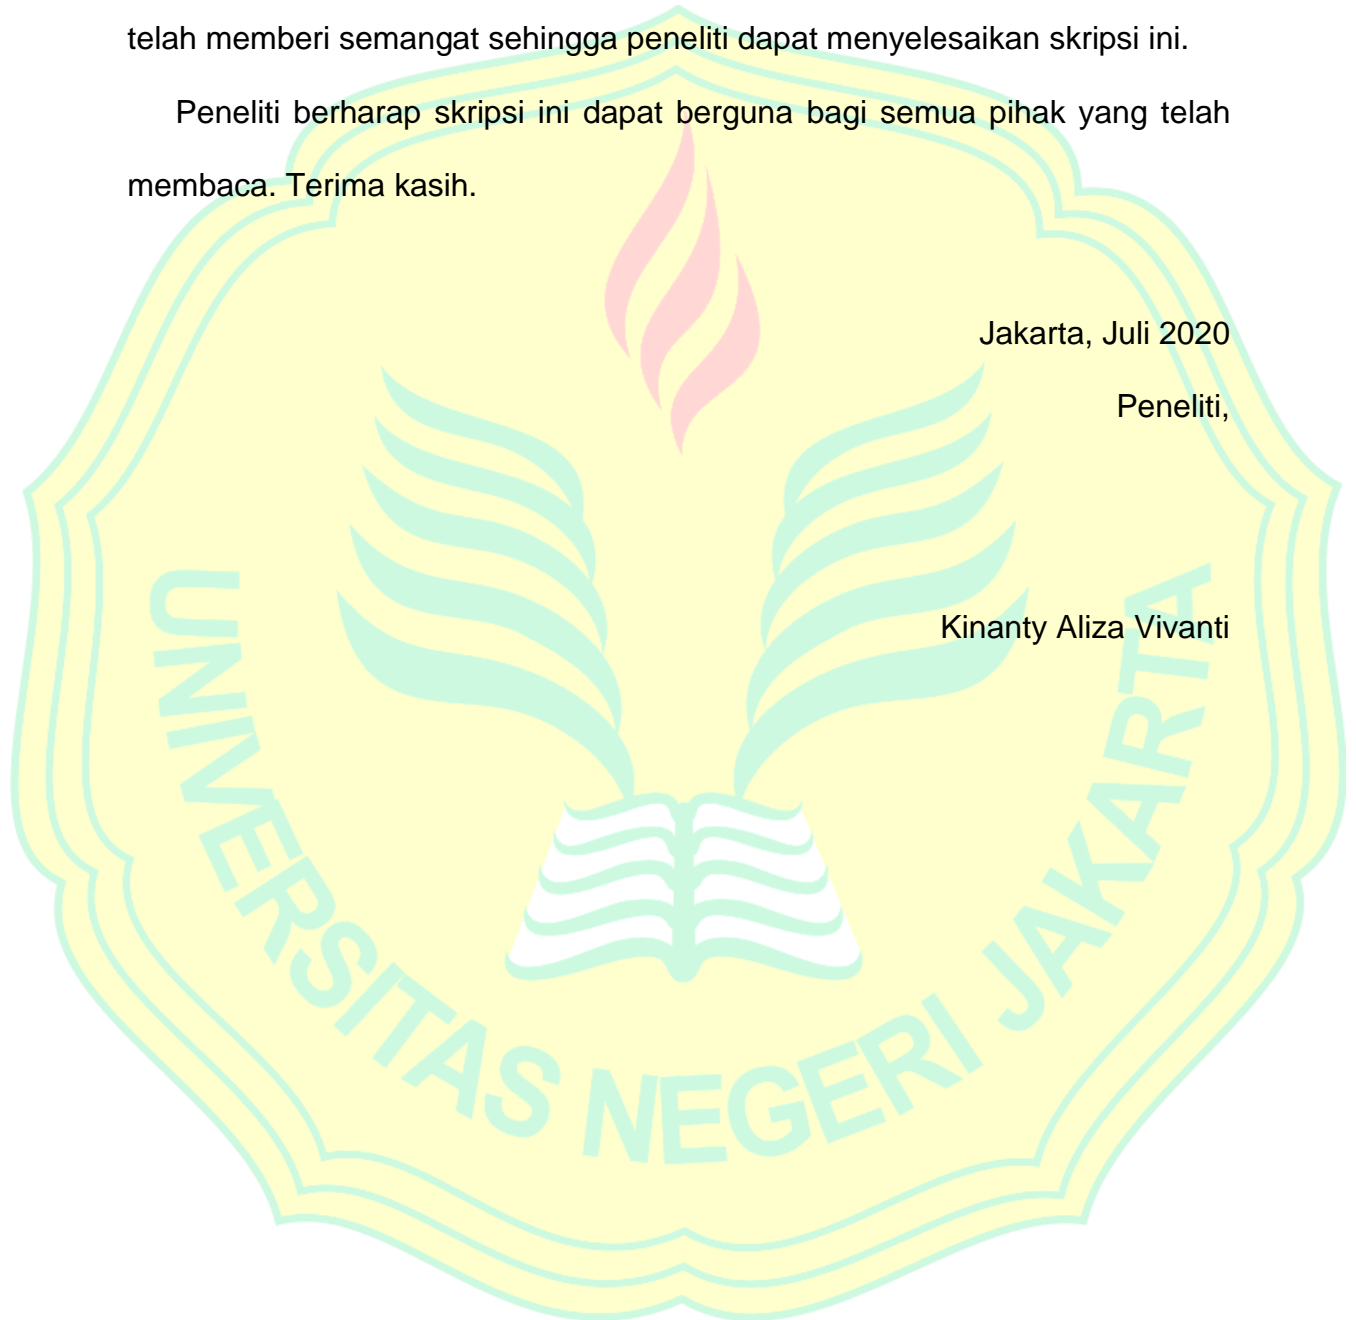 telah memberi semangat sehingga peneliti dapat menyelesaikan skripsi ini.
Peneliti berharap skripsi ini dapat berguna bagi semua pihak yang telah
membaca. Terima kasih.
Jakarta, Juli 2020
Peneliti,
Kinanty Aliza Vivanti
UNIVERSITAS NEGERI JAKARTA